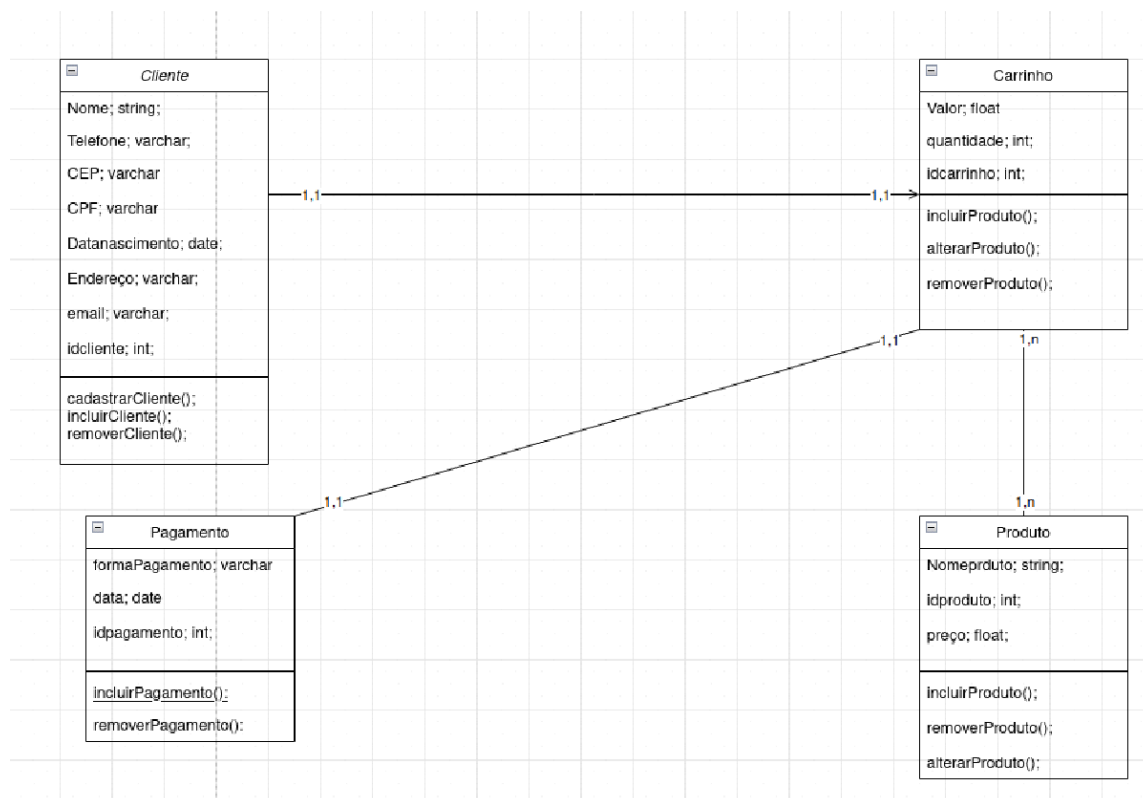 Cliente
Nome; string;
Telefone; varchar;
CEP; varchar
CPF; varchar
Datanascimento; date;
Endereço; varchar;
email; varchar;
idcliente; int;
cadastrarCliente();
incluirCliente();
removerCliente();
1,1
1,1
Carrinho
Valor; float
quantidade; int;
idcarrinho; int;
incluirProduto();
alterarProduto();
removerProduto();
1,1
1,n
1,1
1,n
Pagamento
formaPagamento; varchar
data; date
idpagamento; int;
incluirPagamento():
removerPagamento():
Produto
Nomeprduto; string;
idproduto; int;
preço; float;
incluirProduto();
removerProduto();
alterarProduto();